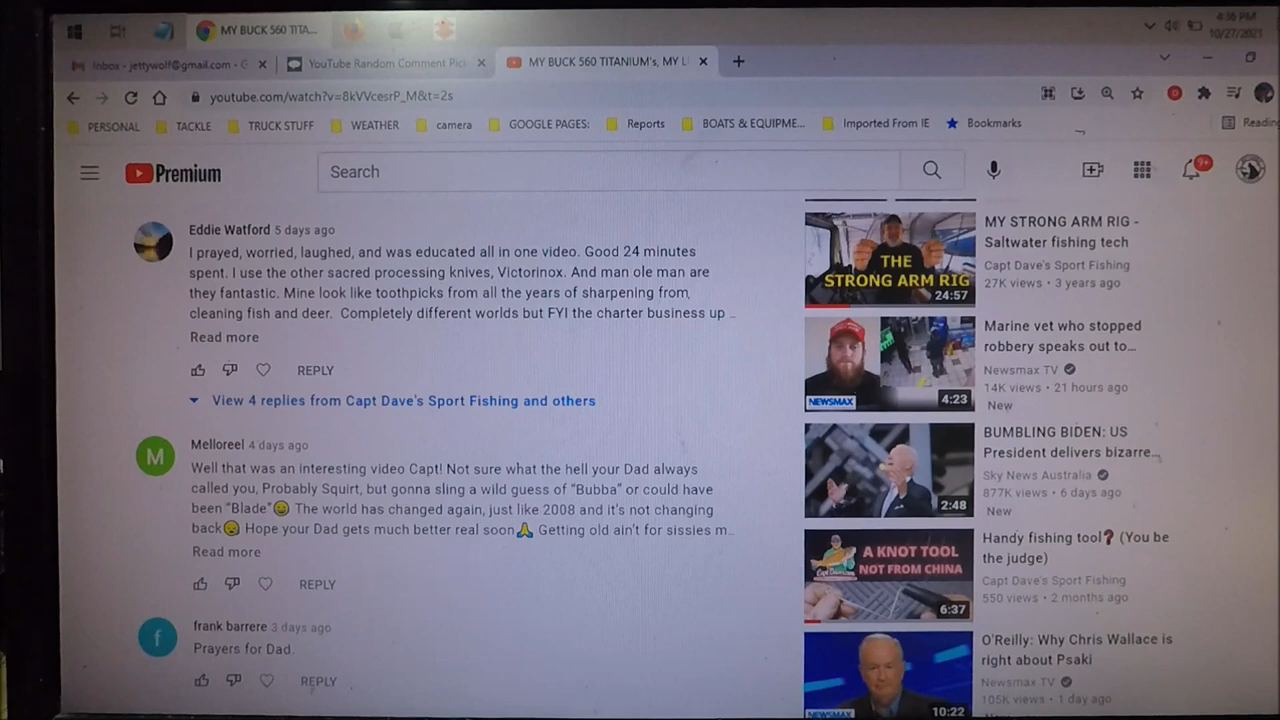 MY BUCK 560 TITA...
4:36 PM
10/27/2021
Inbox - jettywolf@gmail.com - G
YouTube Random Comment Pick
MY BUCK 560 TITANIUM's, MY LI
youtube.com/watch?v=8kVVcesrP_M&t=2s
PERSONAL
TACKLE
TRUCK STUFF
WEATHER
camera
GOOGLE PAGES:
Reports
BOATS & EQUIPME...
Imported From IE
Bookmarks
Reading
Premium
Search
9+
Eddie Watford 5 days ago
I prayed, worried, laughed, and was educated all in one video. Good 24 minutes
spent. I use the other sacred processing knives, Victorinox. And man ole man are
they fantastic. Mine look like toothpicks from all the years of sharpening from,
cleaning fish and deer. Completely different worlds but FYI the charter business up ...
Read more
REPLY
View 4 replies from Capt Dave's Sport Fishing and others
M
Melloreel 4 days ago
Well that was an interesting video Capt! Not sure what the hell your Dad always
called you, Probably Squirt, but gonna sling a wild guess of “Bubba” or could have
been “Blade”😄 The world has changed again, just like 2008 and it's not changing
back😟 Hope your Dad gets much better real soon🙏 Getting old ain't for sissies m...
Read more
REPLY
f
frank barrere 3 days ago
Prayers for Dad.
REPLY
THE
STRONG ARM RIG
24:57
MY STRONG ARM RIG -
Saltwater fishing tech
Capt Dave's Sport Fishing
27K views • 3 years ago
NEWSMAX
4:23
Marine vet who stopped
robbery speaks out to...
Newsmax TV
14K views • 21 hours ago
New
2:48
BUMBLING BIDEN: US
President delivers bizarre...
Sky News Australia
877K views • 6 days ago
New
A KNOT TOOL
NOT FROM CHINA
6:37
Handy fishing tool❓ (You be
the judge)
Capt Dave's Sport Fishing
550 views • 2 months ago
NEWSMAX
10:22
O'Reilly: Why Chris Wallace is
right about Psaki
Newsmax TV
105K views • 1 day ago